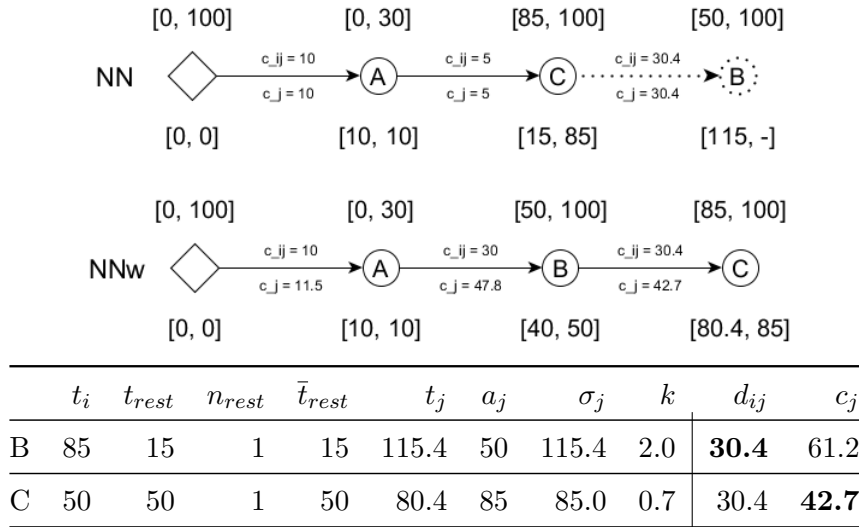 [0, 100] [0, 30] [85, 100] [50, 100]
c_ij = 10 c_ij = 5 c_ij = 30.4
NN A C B
c_j = 10 c_j = 5 c_j = 30.4
[0, 0] [10, 10] [15, 85] [115, -]
[0, 100] [0, 30] [50, 100] [85, 100]
c_ij = 10 c_ij = 30 c_ij = 30.4
NNw A B C
c_j = 11.5 c_j = 47.8 c_j = 42.7
[0, 0] [10, 10] [40, 50] [80.4, 85]
t_i t_rest n_rest t̄_rest t_j a_j σ_j k d_ij c_j
B 85 15 1 15 115.4 50 115.4 2.0 30.4 61.2
C 50 50 1 50 80.4 85 85.0 0.7 30.4 42.7